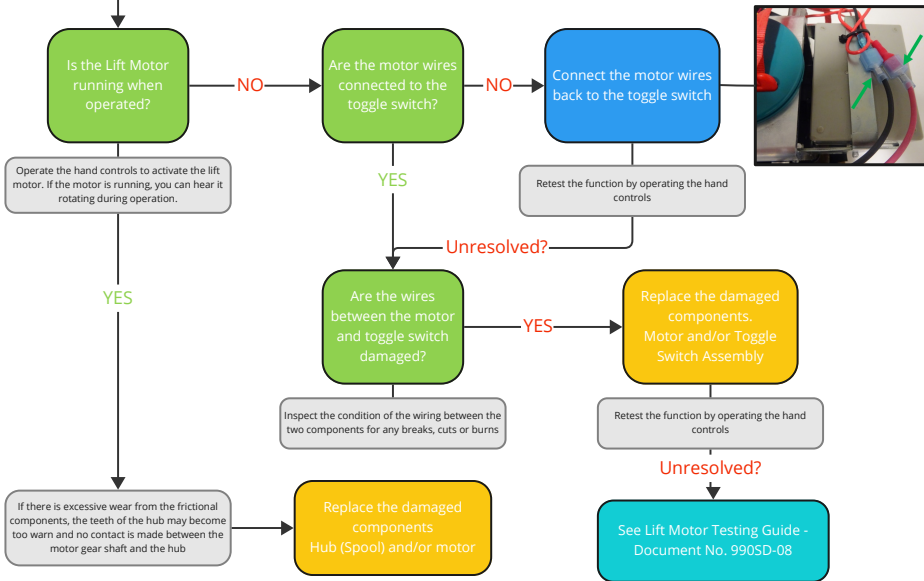 Is the Lift Motor
running when
operated?
NO
Are the motor wires
connected to the
toggle switch?
NO
Connect the motor wires
back to the toggle switch
Operate the hand controls to activate the lift
motor. If the motor is running, you can hear it
rotating during operation.
YES
Retest the function by operating the hand
controls
Unresolved?
YES
Are the wires
between the motor
and toggle switch
damaged?
YES
Replace the damaged
components.
Motor and/or Toggle
Switch Assembly
Inspect the condition of the wiring between the
two components for any breaks, cuts or burns
Retest the function by operating the hand
controls
Unresolved?
If there is excessive wear from the frictional
components, the teeth of the hub may become
too warn and no contact is made between the
motor gear shaft and the hub
Replace the damaged
components
Hub (Spool) and/or motor
See Lift Motor Testing Guide -
Document No. 990SD-08